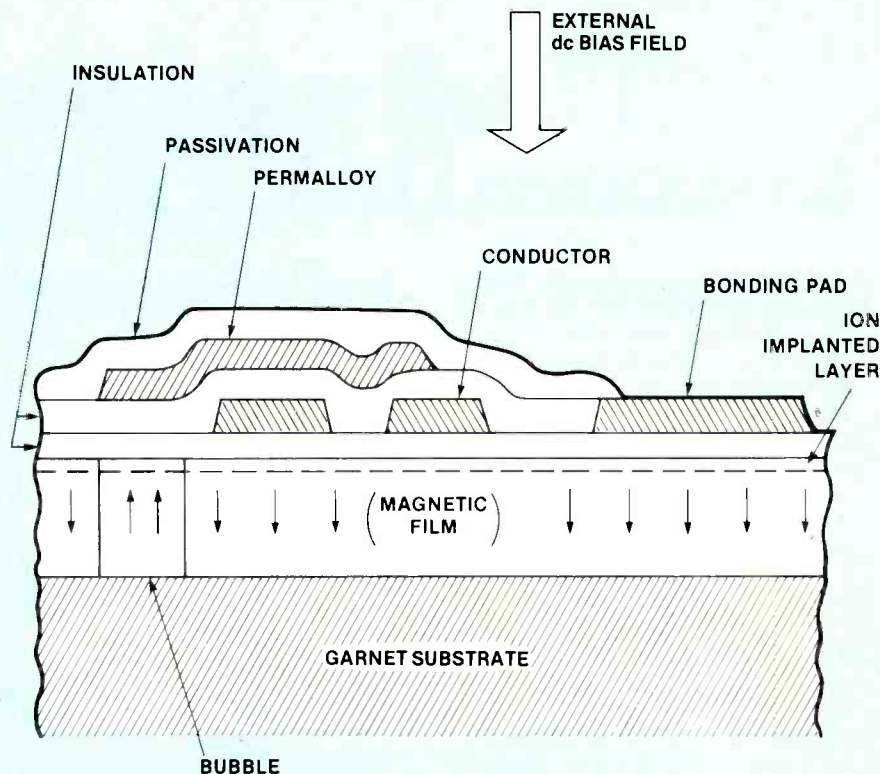 EXTERNAL
dc BIAS FIELD
INSULATION
PASSIVATION
PERMALLOY
CONDUCTOR
BONDING PAD
ION
IMPLANTED
LAYER
(MAGNETIC
FILM)
GARNET SUBSTRATE
BUBBLE